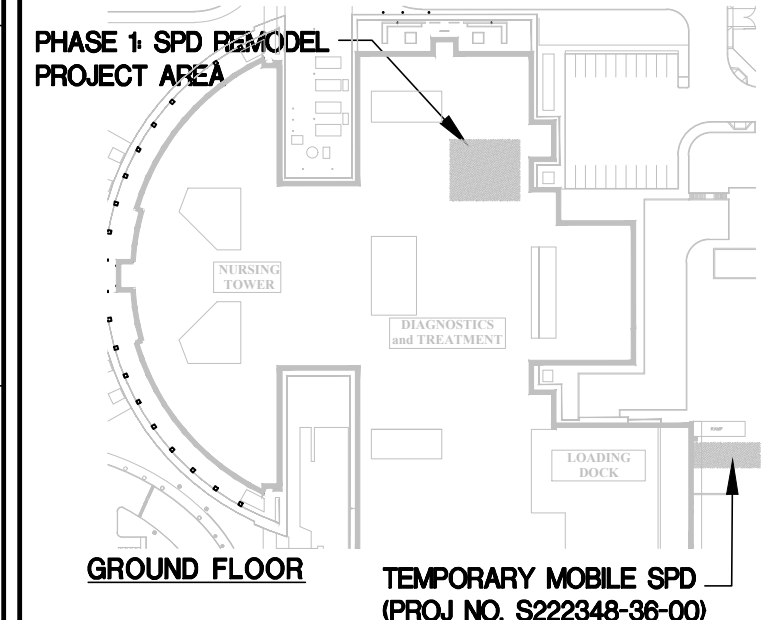 PHASE 1: SPD REMODEL
PROJECT AREA
NURSING
TOWER
DIAGNOSTICS
and TREATMENT
RAMP
LOADING
DOCK
GROUND FLOOR
TEMPORARY MOBILE SPD
(PROJ NO. S222348-36-00)